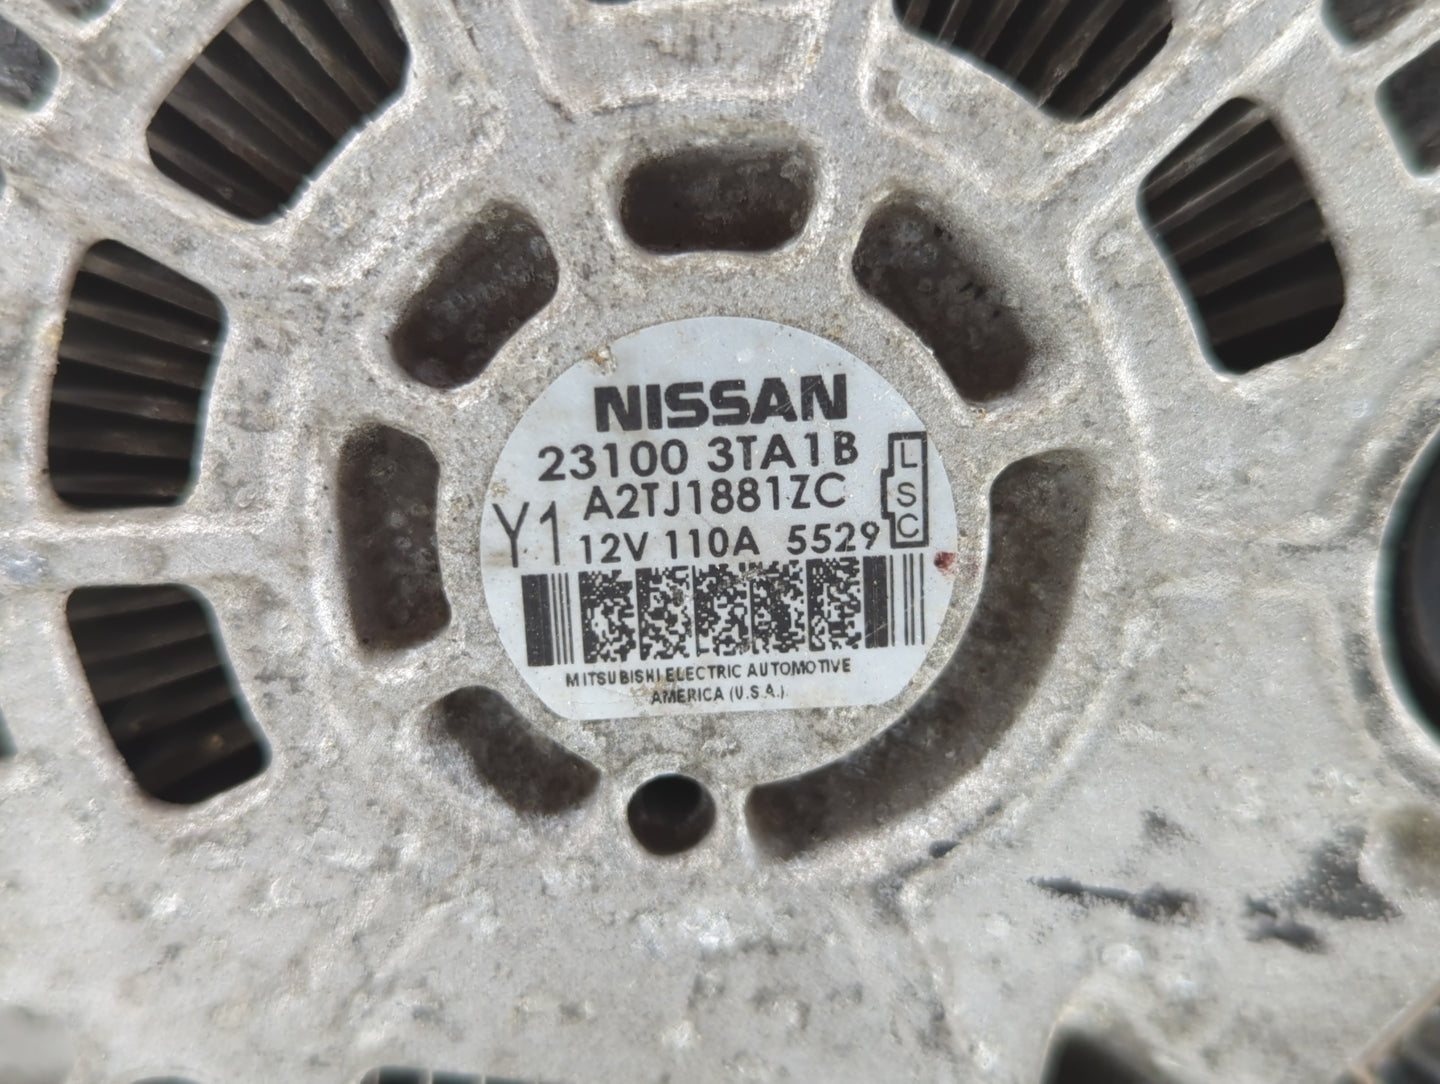 NISSAN
23100 3TA1B
A2TJ1881ZC
Y1
12V 110A 5529
L
S
C
MITSUBISHI ELECTRIC AUTOMOTIVE
AMERICA (U.S.A.)